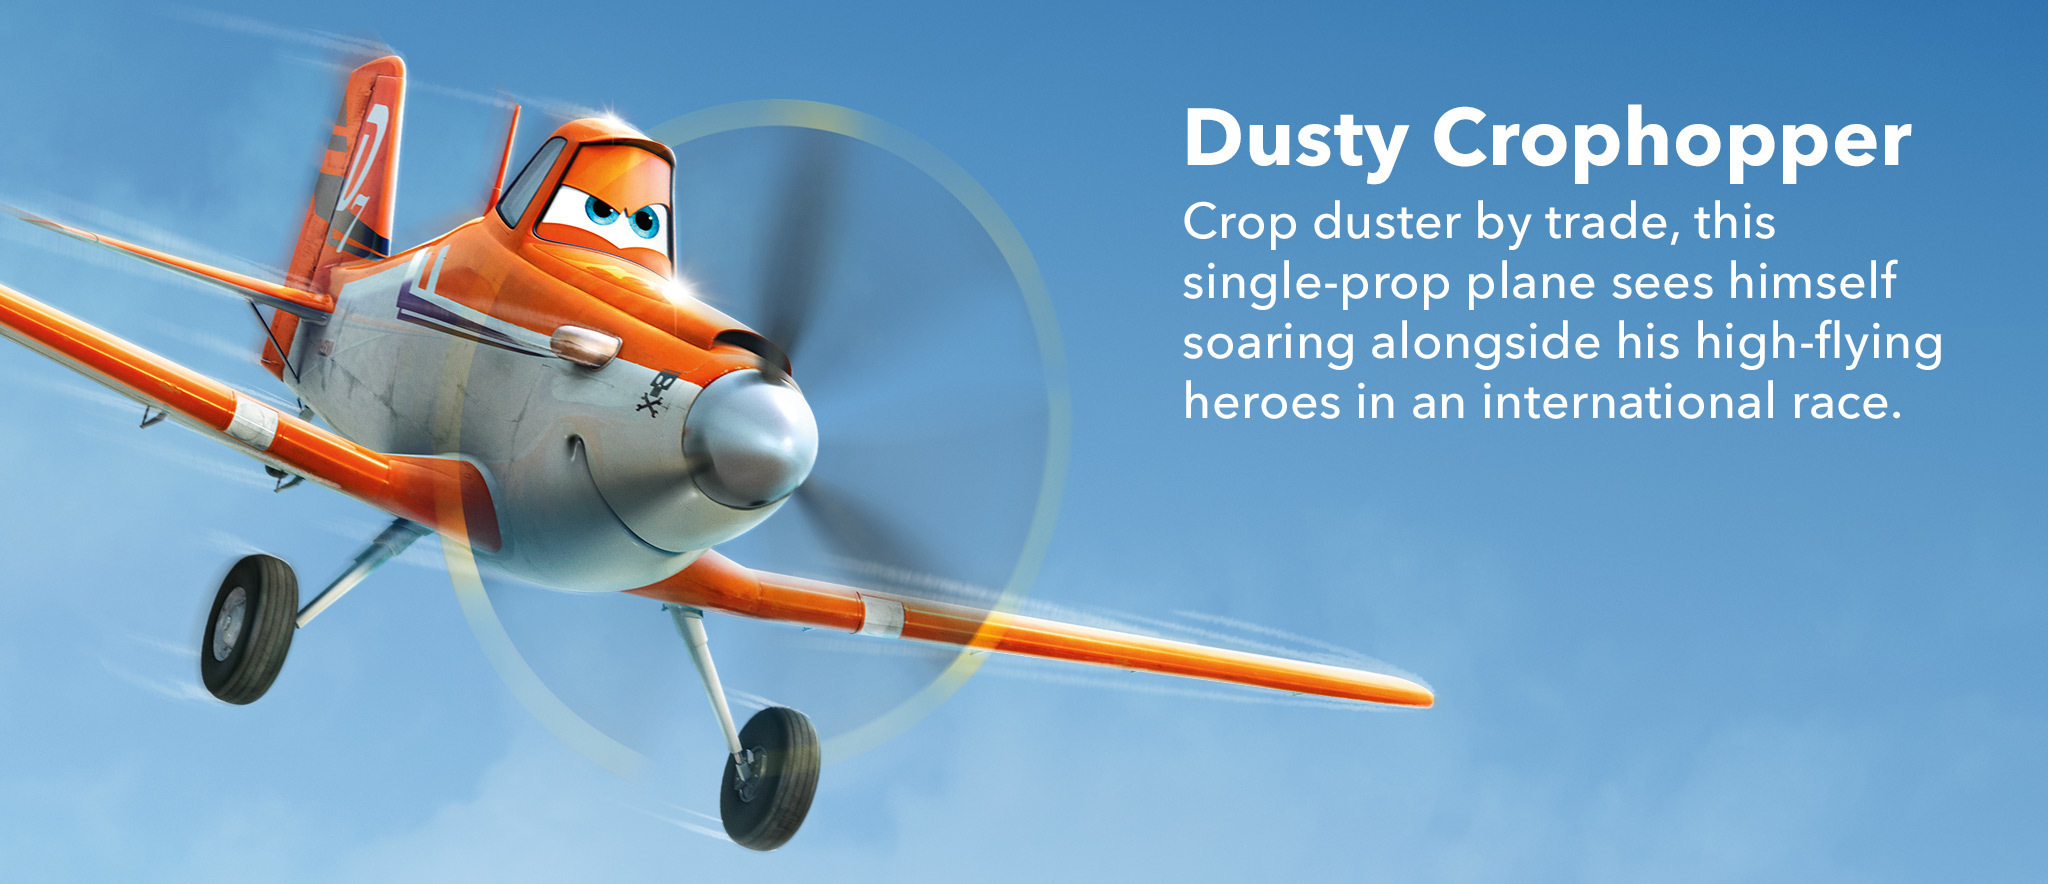 Dusty Crophopper
Crop duster by trade, this
single-prop plane sees himself
soaring alongside his high-flying
heroes in an international race.
7